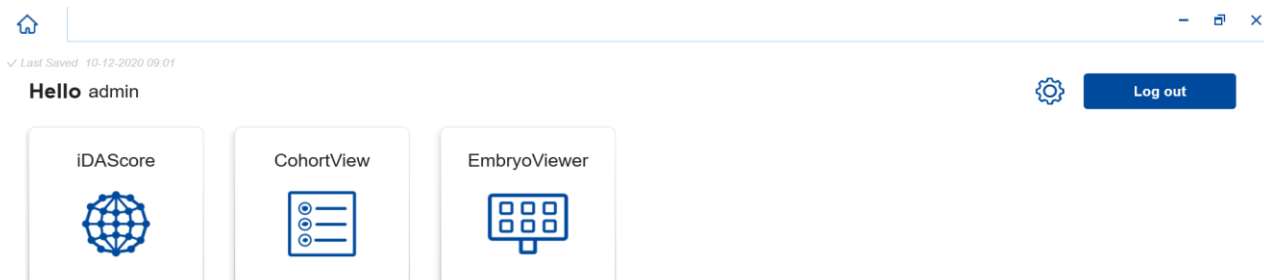 Last Saved 10-12-2020 09:01
Hello admin
Log out
iDAScore
CohortView
EmbryoViewer